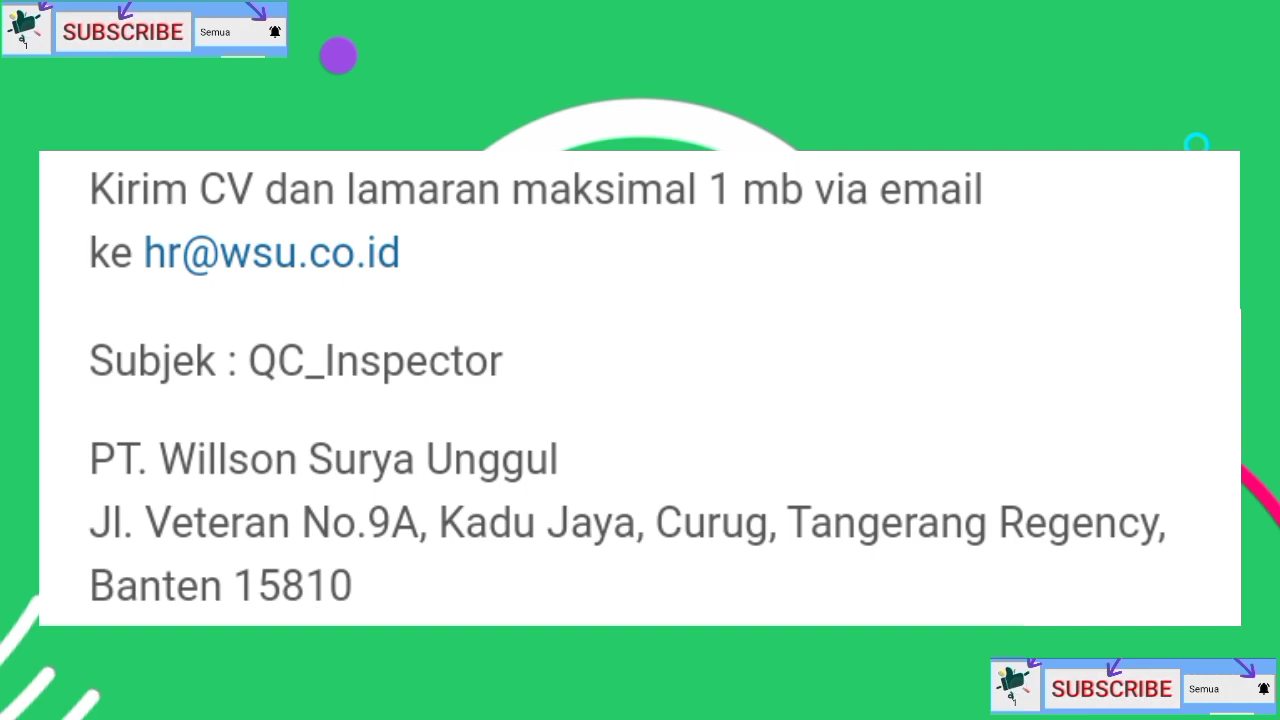 SUBSCRIBE
Semua
Kirim CV dan lamaran maksimal 1 mb via email
ke hr@wsu.co.id
Subjek : QC_Inspector
PT. Willson Surya Unggul
Jl. Veteran No.9A, Kadu Jaya, Curug, Tangerang Regency,
Banten 15810
SUBSCRIBE
Semua